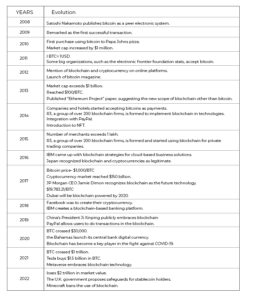 YEARS Evolution
2008 Satoshi Nakamoto publishes bitcoin as a peer electronic system.
2009 Remarked as the first successful transaction.
2010 First purchase using bitcoin to Papa Johns pizza.
Market cap increased by $1 million.
2011 1 BTC= 1USD
Some big organizations, such as the electronic frontier foundation state, accept bitcoin.
2012 Mention of blockchain and cryptocurrency on online platforms.
Launch of bitcoin magazine.
2013 Market cap exceeds $1 billion.
Reached $100/BTC.
Published "Ethereum Project" paper, suggesting the new scope of blockchain other than bitcoin.
2014 Companies and hotels started accepting bitcoins as payments.
R3, a group of over 200 blockchain firms, is formed to implement blockchain in technologies.
Integration with PayPal
Introduction to NFT.
2015 Number of merchants exceeds 1 lakh.
R3, a group of over 200 blockchain firms, is formed and started using blockchain for private
trading companies.
2016 IBM came up with blockchain strategies for cloud-based business solutions.
Japan recognized blockchain and cryptocurrencies as legitimate.
2017 Bitcoin price- $1,000/BTC
Cryptocurrency market reached $150 billion.
JP Morgan CEO Jamie Dimon recognizes blockchain as the future technology.
Dubai will be blockchain powered by 2020.
2018 Facebook was to create their cryptocurrency.
IBM creates a blockchain-based banking platform.
2019 China's President Xi Jinping publicly embraces blockchain.
PayPal allows users to do transactions in the blockchain.
2020 BTC crossed $30,000
the Bahamas launch its central bank digital currency.
Blockchain has become a key player in the fight against COVID-19.
2021 BTC crossed $1 trillion.
Tesla buys $1.5 billion in BTC.
Metaverse embraces blockchain technology.
2022 loses $2 trillion in market value.
The U.K. government proposes safeguards for stablecoin holders.
Minecraft bans the use of blockchain.